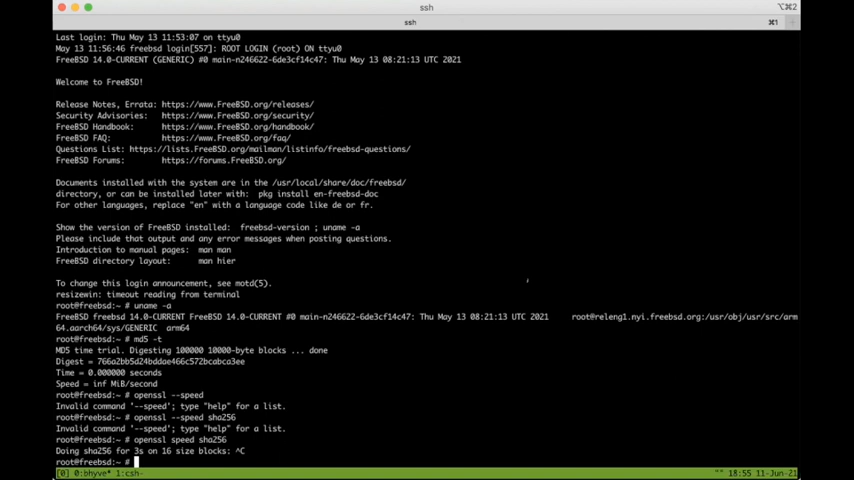 ssh
⌥⌘2
ssh
⌘1
Last login: Thu May 13 11:53:07 on ttyu0
May 13 11:56:46 freebsd login[557]: ROOT LOGIN (root) ON ttyu0
FreeBSD 14.0-CURRENT (GENERIC) #0 main-n246622-6de3cf14c47: Thu May 13 08:21:13 UTC 2021
Welcome to FreeBSD!
Release Notes, Errata: https://www.FreeBSD.org/releases/
Security Advisories:   https://www.FreeBSD.org/security/
FreeBSD Handbook:      https://www.FreeBSD.org/handbook/
FreeBSD FAQ:           https://www.FreeBSD.org/faq/
Questions List: https://lists.FreeBSD.org/mailman/listinfo/freebsd-questions/
FreeBSD Forums:        https://forums.FreeBSD.org/
Documents installed with the system are in the /usr/local/share/doc/freebsd/
directory, or can be installed later with:  pkg install en-freebsd-doc
For other languages, replace "en" with a language code like de or fr.
Show the version of FreeBSD installed:  freebsd-version ; uname -a
Please include that output and any error messages when posting questions.
Introduction to manual pages:  man man
FreeBSD directory layout:      man hier
To change this login announcement, see motd(5).
resizewin: timeout reading from terminal
root@freebsd:~ # uname -a
FreeBSD freebsd 14.0-CURRENT FreeBSD 14.0-CURRENT #0 main-n246622-6de3cf14c47: Thu May 13 08:21:13 UTC 2021     root@releng1.nyi.freebsd.org:/usr/obj/usr/src/arm
64.aarch64/sys/GENERIC  arm64
root@freebsd:~ # md5 -t
MD5 time trial. Digesting 100000 10000-byte blocks ... done
Digest = 766a2bb5d24bddae466c572bcabca3ee
Time = 0.000000 seconds
Speed = inf MiB/second
root@freebsd:~ # openssl --speed
Invalid command '--speed'; type "help" for a list.
root@freebsd:~ # openssl --speed sha256
Invalid command '--speed'; type "help" for a list.
root@freebsd:~ # openssl speed sha256
Doing sha256 for 3s on 16 size blocks: ^C
root@freebsd:~ #
[0] 0:bhyve* 1:csh- "" 18:55 11-Jun-21